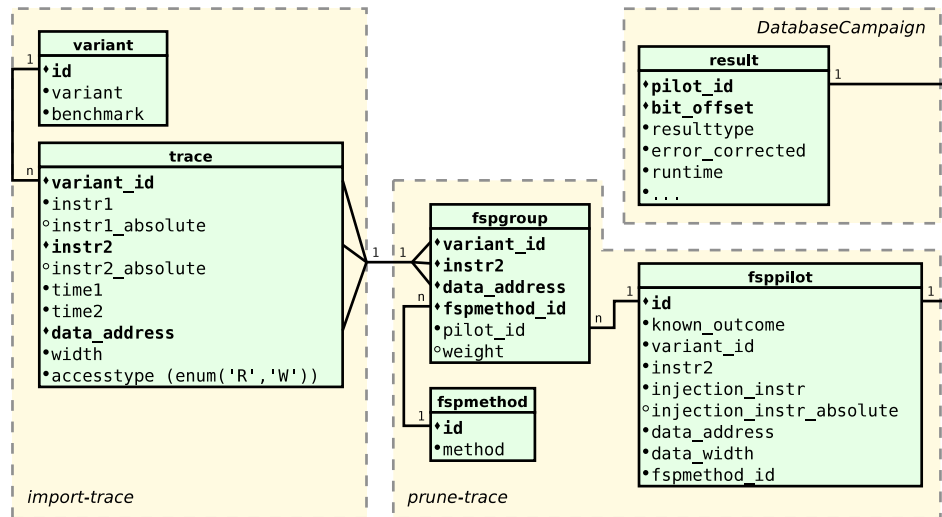 variant
id
variant
benchmark
1
n
trace
variant_id
instr1
instr1_absolute
instr2
instr2_absolute
time1
time2
data_address
width
accesstype (enum('R','W'))
import-trace
1
1
fspgroup
variant_id
instr2
data_address
fspmethod_id
pilot_id
weight
n
n
1
fspmethod
id
method
prune-trace
DatabaseCampaign
result
pilot_id
bit_offset
resulttype
error_corrected
runtime
...
1
fsppilot
id
known_outcome
variant_id
instr2
injection_instr
injection_instr_absolute
data_address
data_width
fspmethod_id
1
1